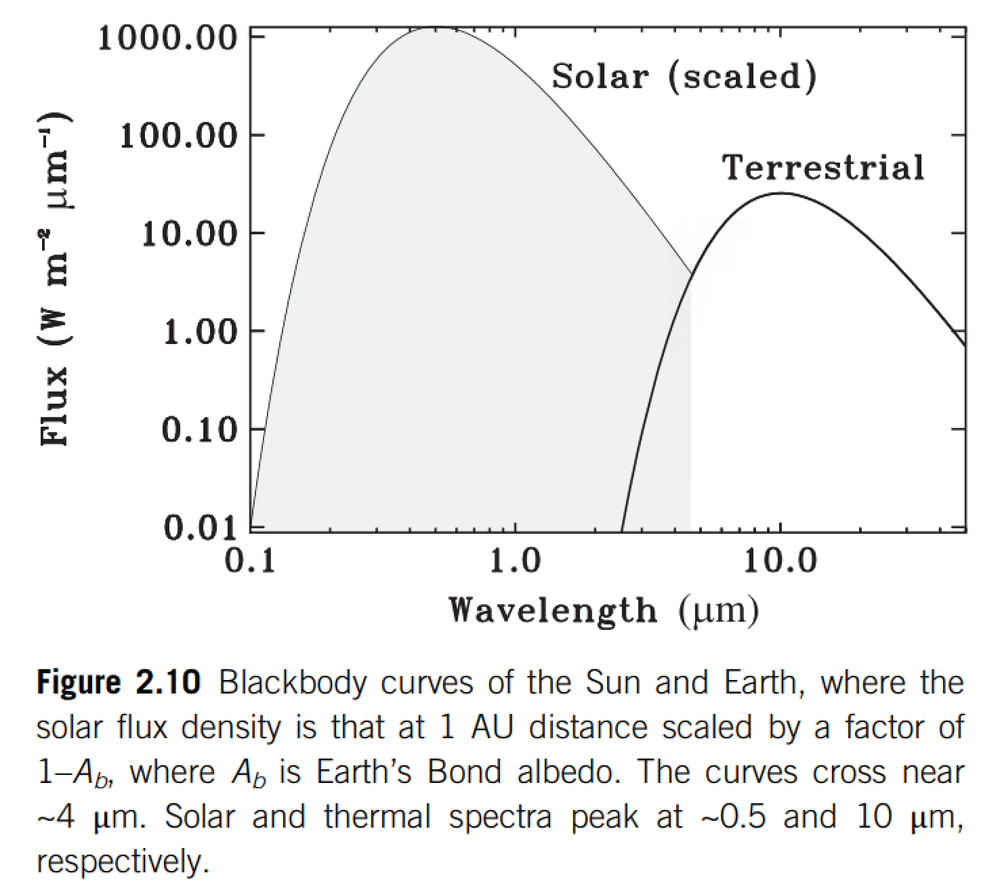 1000.00
100.00
10.00
1.00
0.10
0.01
Flux (W m⁻² μm⁻¹)
Solar (scaled)
Terrestrial
0.1 1.0 10.0
Wavelength (μm)
Figure 2.10 Blackbody curves of the Sun and Earth, where the
solar flux density is that at 1 AU distance scaled by a factor of
1–Ab, where Ab is Earth’s Bond albedo. The curves cross near
~4 μm. Solar and thermal spectra peak at ~0.5 and 10 μm,
respectively.